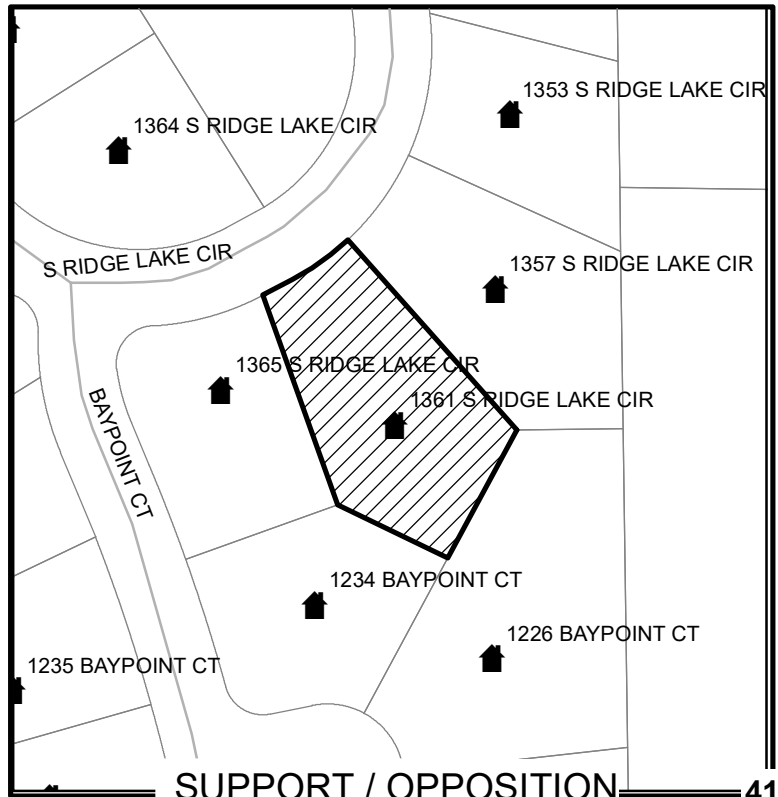 1353 S RIDGE LAKE CIR
1364 S RIDGE LAKE CIR
S RIDGE LAKE CIR
1357 S RIDGE LAKE CIR
1365 S RIDGE LAKE CIR
1361 S RIDGE LAKE CIR
BAYPOINT CT
1234 BAYPOINT CT
1226 BAYPOINT CT
1235 BAYPOINT CT
SUPPORT / OPPOSITION
41